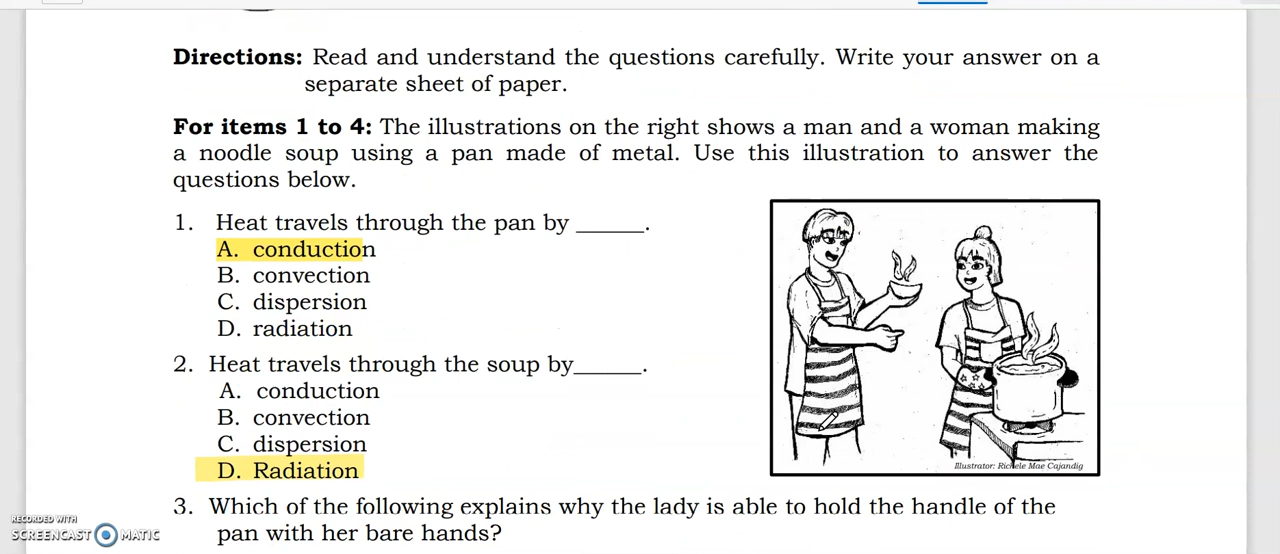 Directions: Read and understand the questions carefully. Write your answer on a
separate sheet of paper.
For items 1 to 4: The illustrations on the right shows a man and a woman making
a noodle soup using a pan made of metal. Use this illustration to answer the
questions below.
1. Heat travels through the pan by ______.
A. conduction
B. convection
C. dispersion
D. radiation
2. Heat travels through the soup by______.
A. conduction
B. convection
C. dispersion
D. Radiation
Illustrator: Richele Mae Cajandig
3. Which of the following explains why the lady is able to hold the handle of the
pan with her bare hands?
RECORDED WITH
SCREENCAST MATIC